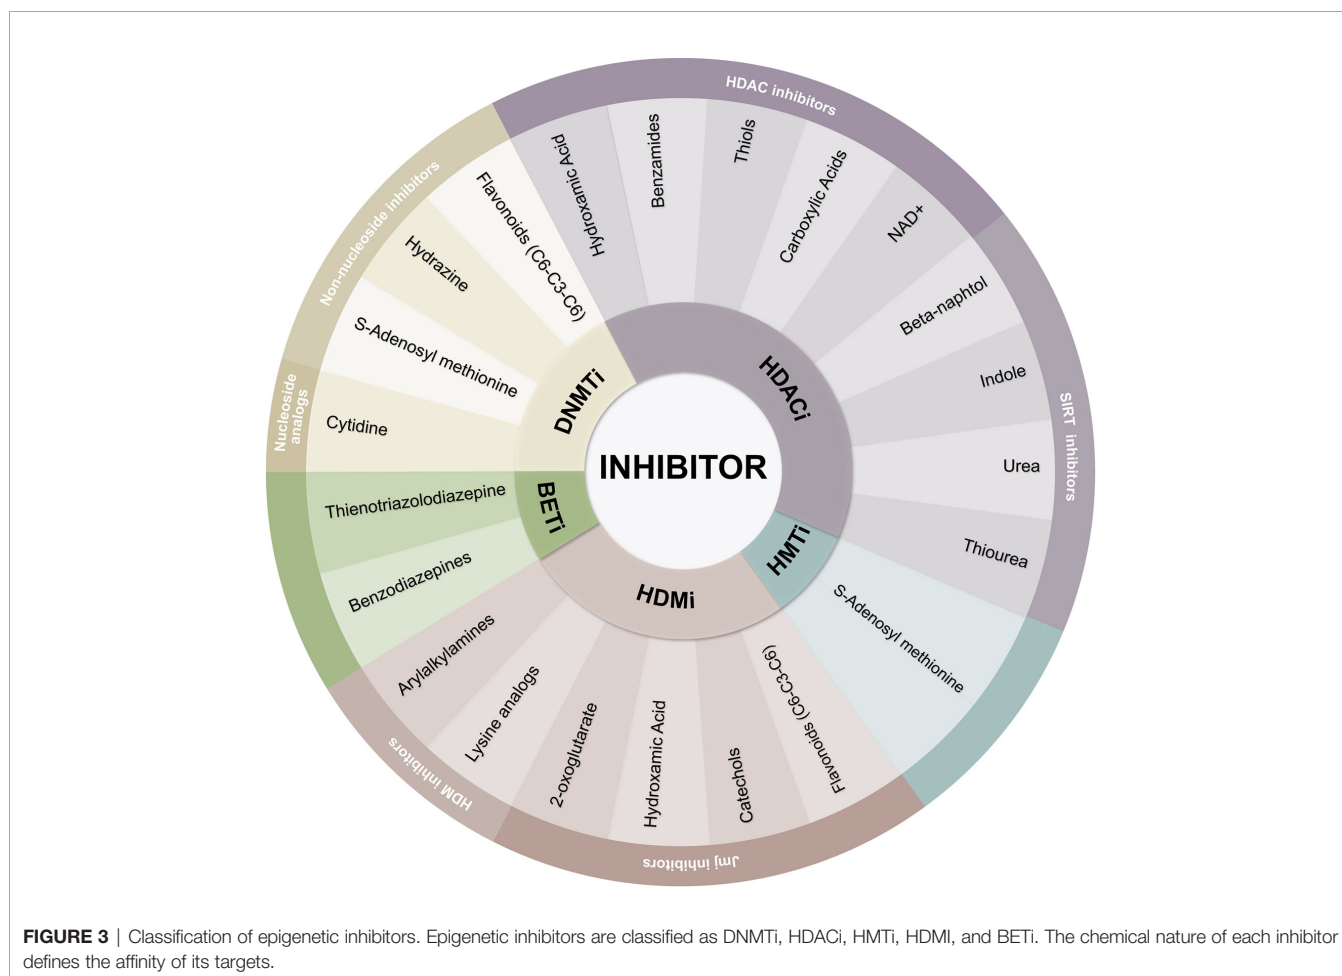 HDAC inhibitors
SIRT inhibitors
Jmj inhibitors
HDM inhibitors
Nucleoside
analogs
Non-nucleoside inhibitors
Hydroxamic Acid
Benzamides
Thiols
Carboxylic Acids
NAD+
Beta-naphtol
Indole
Urea
Thiourea
S-Adenosyl methionine
Flavonoids (C6-C3-C6)
Catechols
Hydroxamic Acid
2-oxoglutarate
Lysine analogs
Arylalkylamines
Benzodiazepines
Thienotriazolodiazepine
Cytidine
S-Adenosyl methionine
Hydrazine
Flavonoids (C6-C3-C6)
HDACi
HMTi
HDMi
BETi
DNMTi
INHIBITOR
FIGURE 3 | Classification of epigenetic inhibitors. Epigenetic inhibitors are classified as DNMTi, HDACi, HMTi, HDMI, and BETi. The chemical nature of each inhibitor
defines the affinity of its targets.